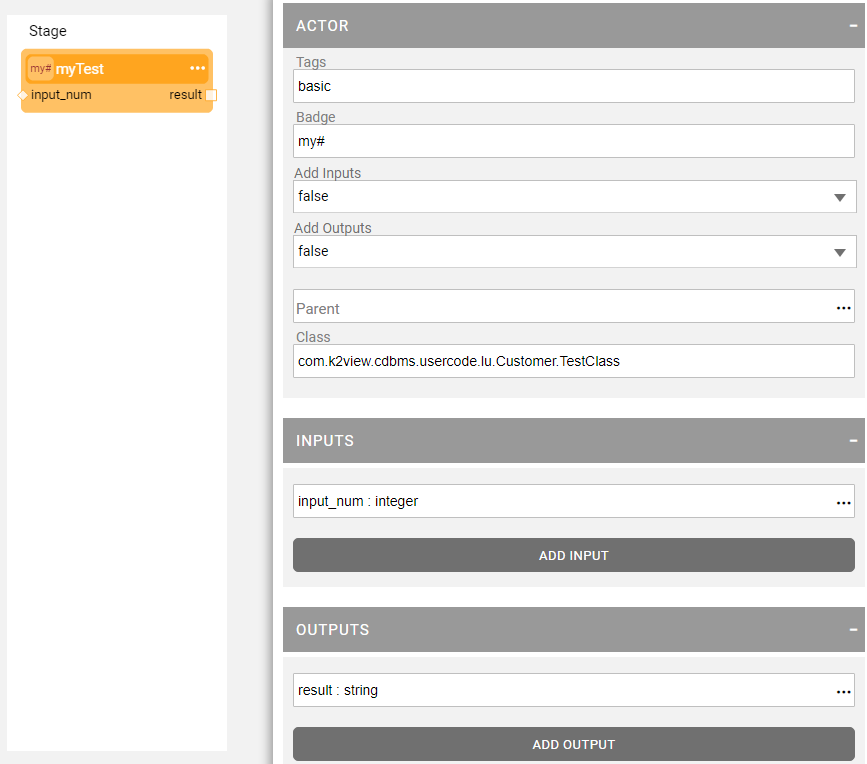 Stage
my# myTest
input_num result
ACTOR
Tags
basic
Badge
my#
Add Inputs
false
Add Outputs
false
Parent
Class
com.k2view.cdbms.usercode.lu.Customer.TestClass
INPUTS
input_num : integer
ADD INPUT
OUTPUTS
result : string
ADD OUTPUT